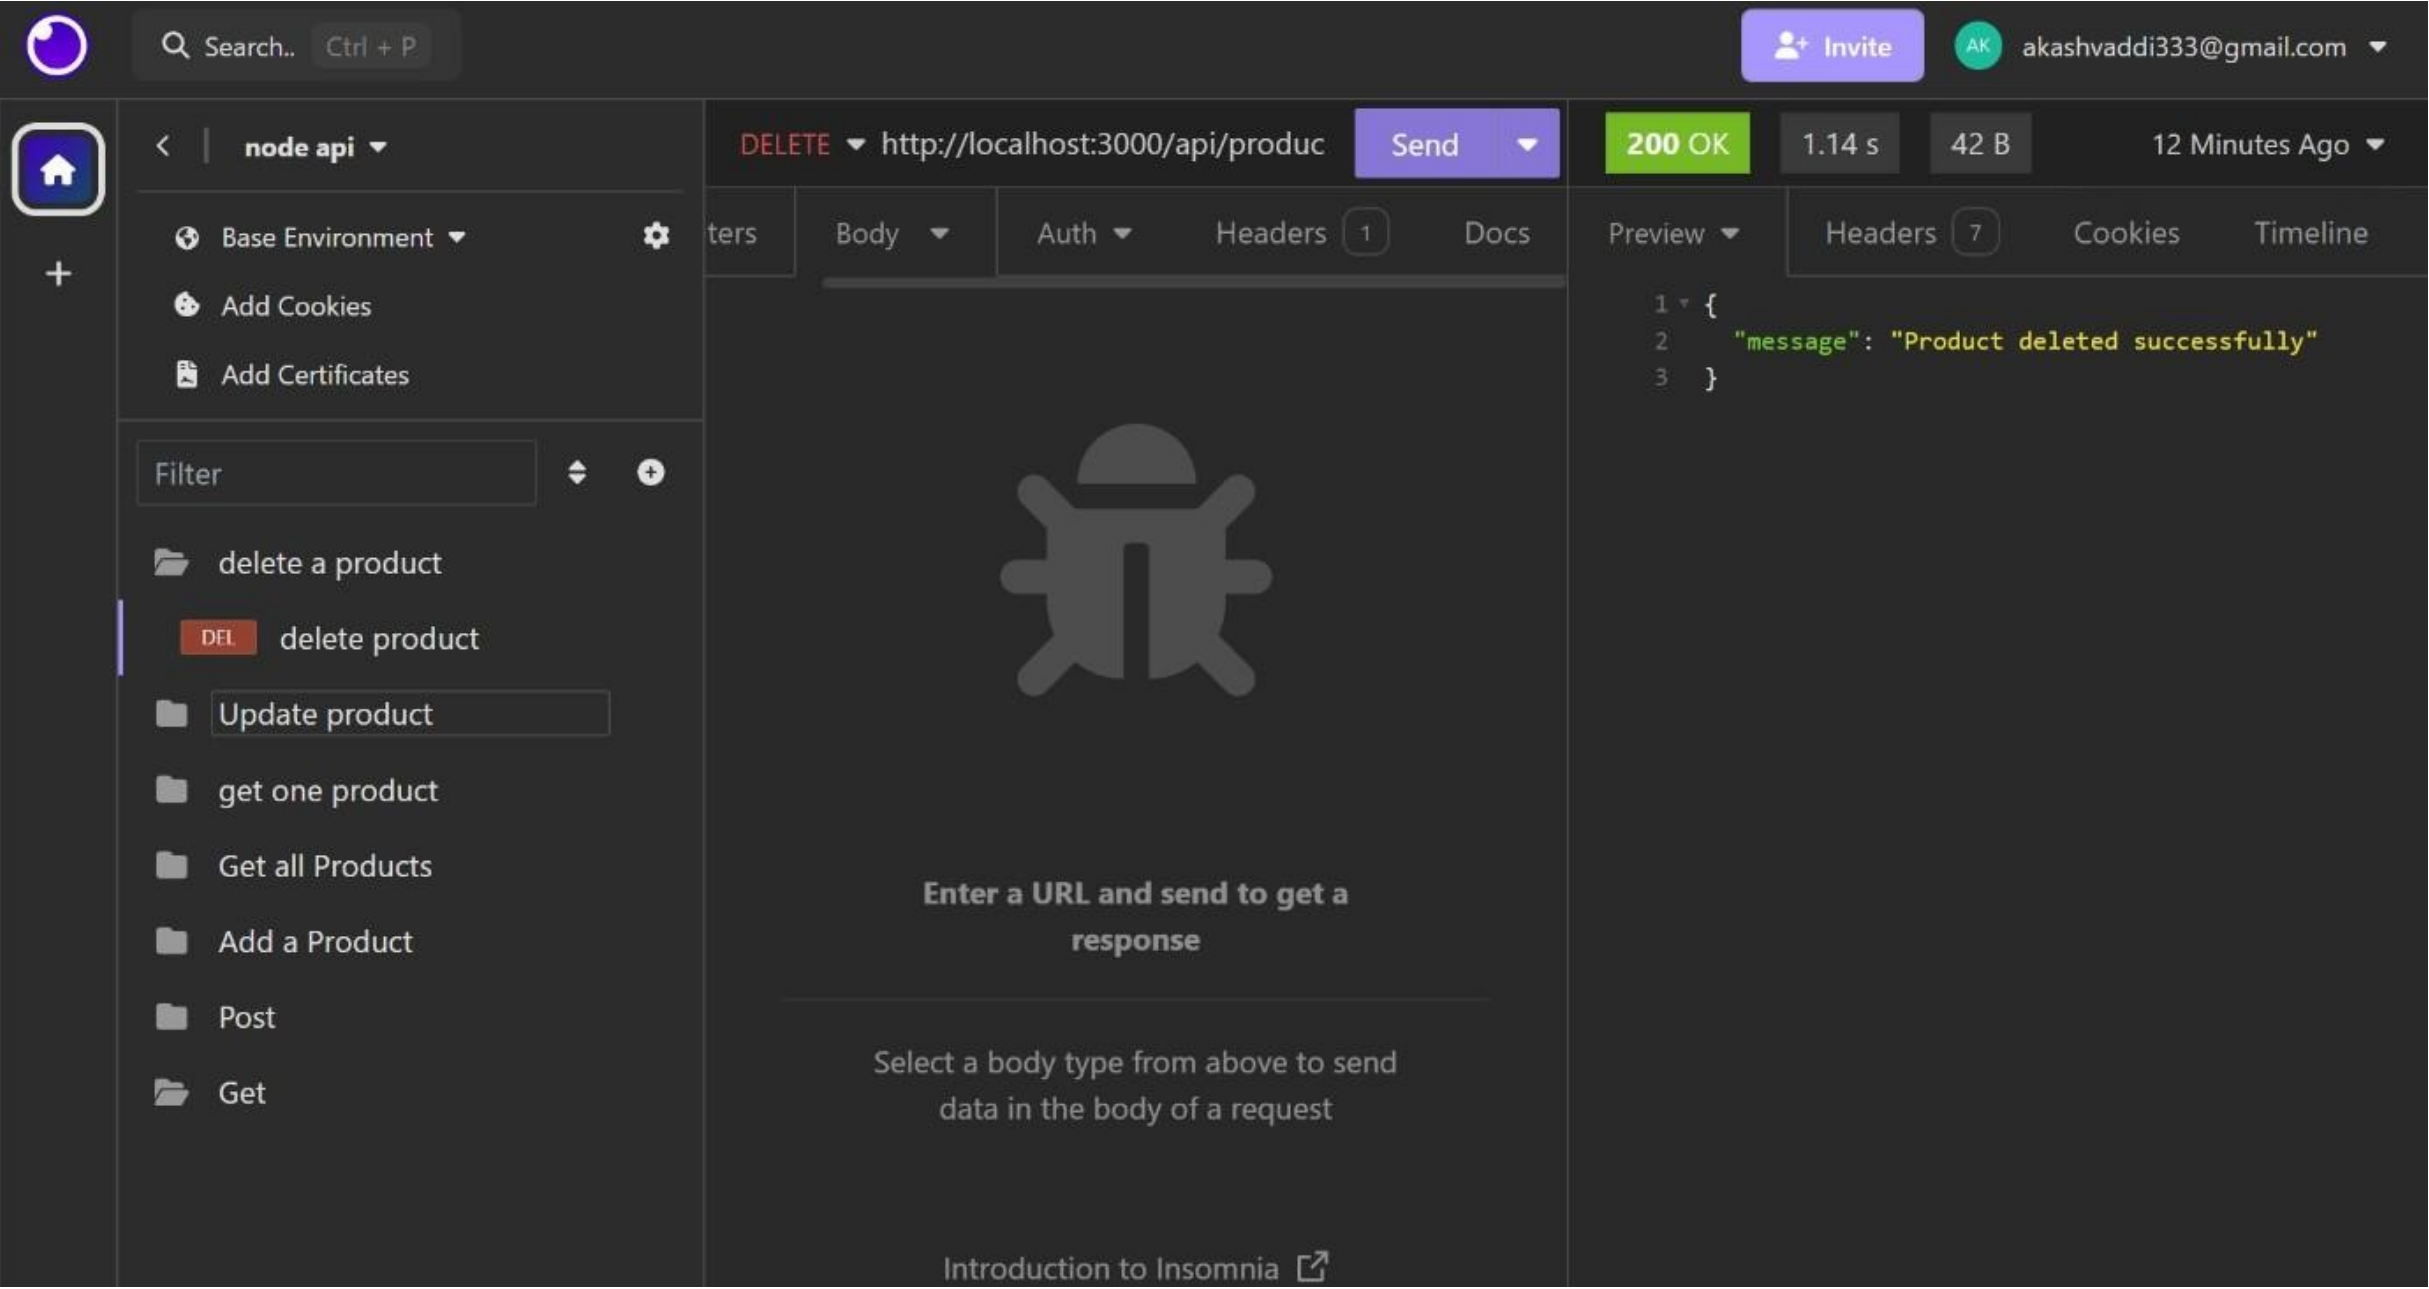 Search.. Ctrl + P
Invite
AK akashvaddi333@gmail.com
node api
Base Environment
Add Cookies
Add Certificates
Filter
delete a product
DEL delete product
Update product
get one product
Get all Products
Add a Product
Post
Get
DELETE http://localhost:3000/api/produc Send
ters Body Auth Headers 1 Docs
Enter a URL and send to get a
response
Select a body type from above to send
data in the body of a request
Introduction to Insomnia
200 OK 1.14 s 42 B 12 Minutes Ago
Preview Headers 7 Cookies Timeline
1 {
2 "message": "Product deleted successfully"
3 }